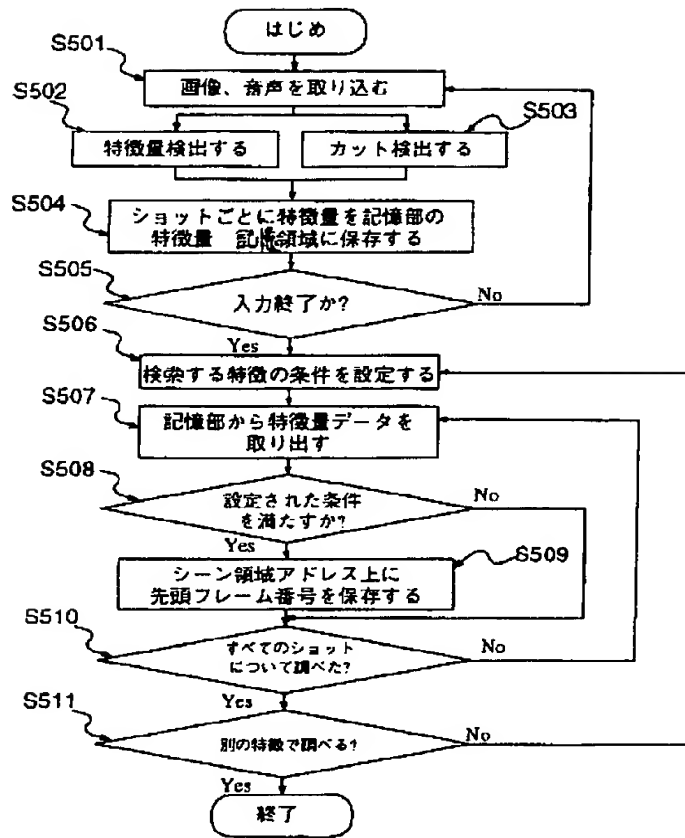 はじめ
S501
画像、音声を取り込む
S502
特徴量検出する
S503
カット検出する
S504
ショットごとに特徴量を記憶部の
特徴量 記憶領域に保存する
S505
入力終了か?
No
Yes
S506
検索する特徴の条件を設定する
S507
記憶部から特徴量データを
取り出す
S508
設定された条件
を満たすか?
No
Yes
S509
シーン領域アドレス上に
先頭フレーム番号を保存する
S510
すべてのショット
について調べた?
No
Yes
S511
別の特徴で調べる?
No
Yes
終了